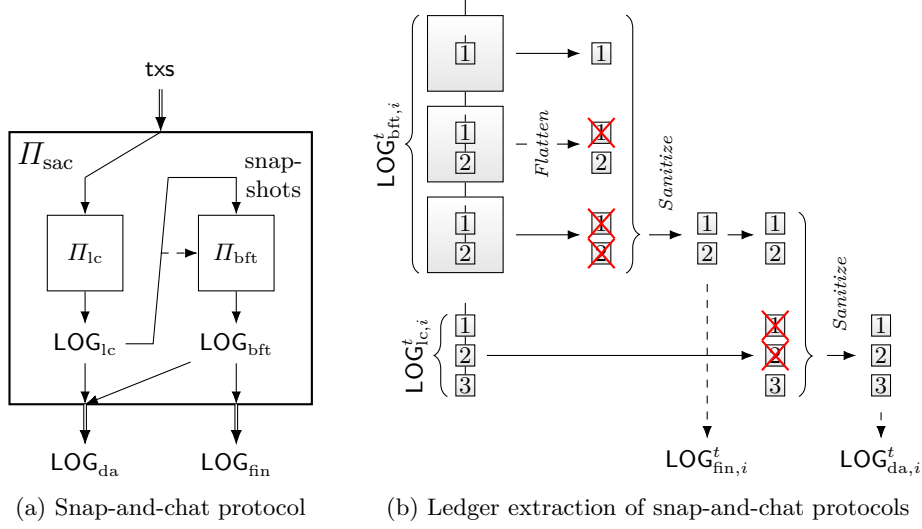 txs
Π_sac
snap-
shots
Π_lc
Π_bft
LOG_lc
LOG_bft
LOG_da
LOG_fin
(a) Snap-and-chat protocol
LOG^t_bft,i
1
1
1
2
Flatten
1
2
1
2
1
2
Sanitize
1
2
1
2
LOG^t_lc,i
1
2
3
1
2
3
Sanitize
1
2
3
LOG^t_fin,i
LOG^t_da,i
(b) Ledger extraction of snap-and-chat protocols